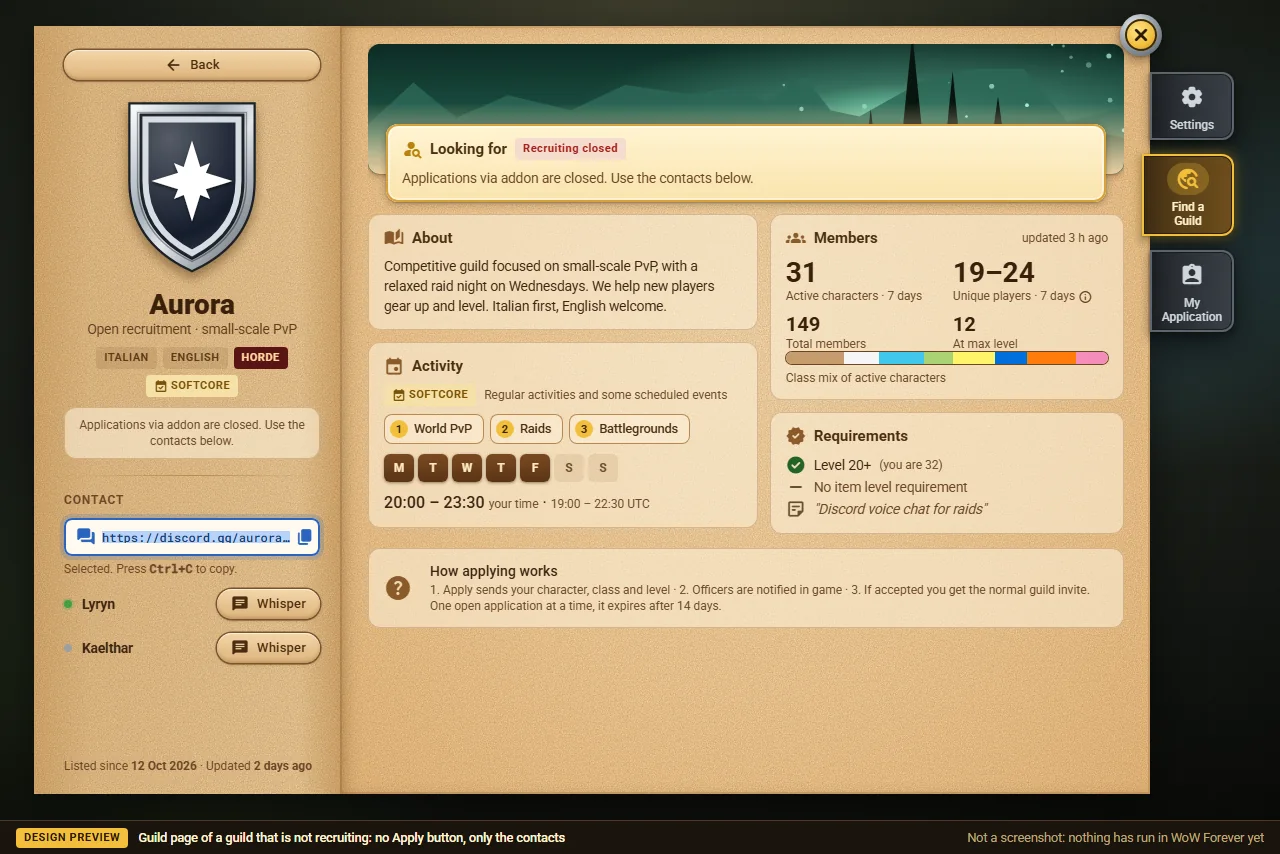 Back
Aurora
Open recruitment · small-scale PvP
ITALIAN ENGLISH HORDE
SOFTCORE
Applications via addon are closed. Use the
contacts below.
CONTACT
https://discord.gg/aurora…
Selected. Press Ctrl+C to copy.
Lyryn Whisper
Kaelthar Whisper
Listed since 12 Oct 2026 · Updated 2 days ago
Looking for Recruiting closed
Applications via addon are closed. Use the contacts below.
About
Competitive guild focused on small-scale PvP, with a
relaxed raid night on Wednesdays. We help new players
gear up and level. Italian first, English welcome.
Activity
SOFTCORE Regular activities and some scheduled events
1 World PvP 2 Raids 3 Battlegrounds
M T W T F S S
20:00 – 23:30 your time · 19:00 – 22:30 UTC
Members updated 3 h ago
31 19–24
Active characters · 7 days Unique players · 7 days
149 12
Total members At max level
Class mix of active characters
Requirements
Level 20+ (you are 32)
No item level requirement
"Discord voice chat for raids"
How applying works
1. Apply sends your character, class and level · 2. Officers are notified in game · 3. If accepted you get the normal guild invite.
One open application at a time, it expires after 14 days.
Settings
Find a
Guild
My
Application
DESIGN PREVIEW Guild page of a guild that is not recruiting: no Apply button, only the contacts
Not a screenshot: nothing has run in WoW Forever yet